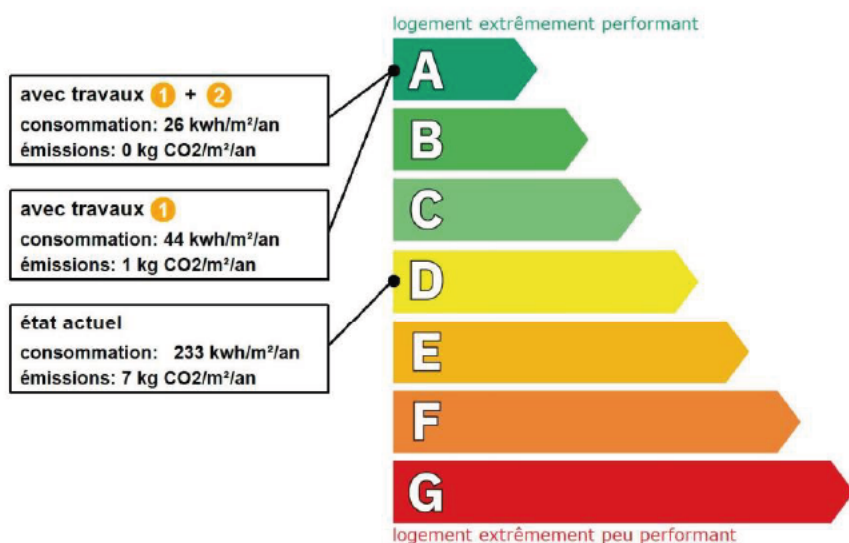 logement extrêmement performant
avec travaux 1 + 2
consommation: 26 kwh/m²/an
émissions: 0 kg CO2/m²/an
avec travaux 1
consommation: 44 kwh/m²/an
émissions: 1 kg CO2/m²/an
état actuel
consommation: 233 kwh/m²/an
émissions: 7 kg CO2/m²/an
A
B
C
D
E
F
G
logement extrêmement peu performant